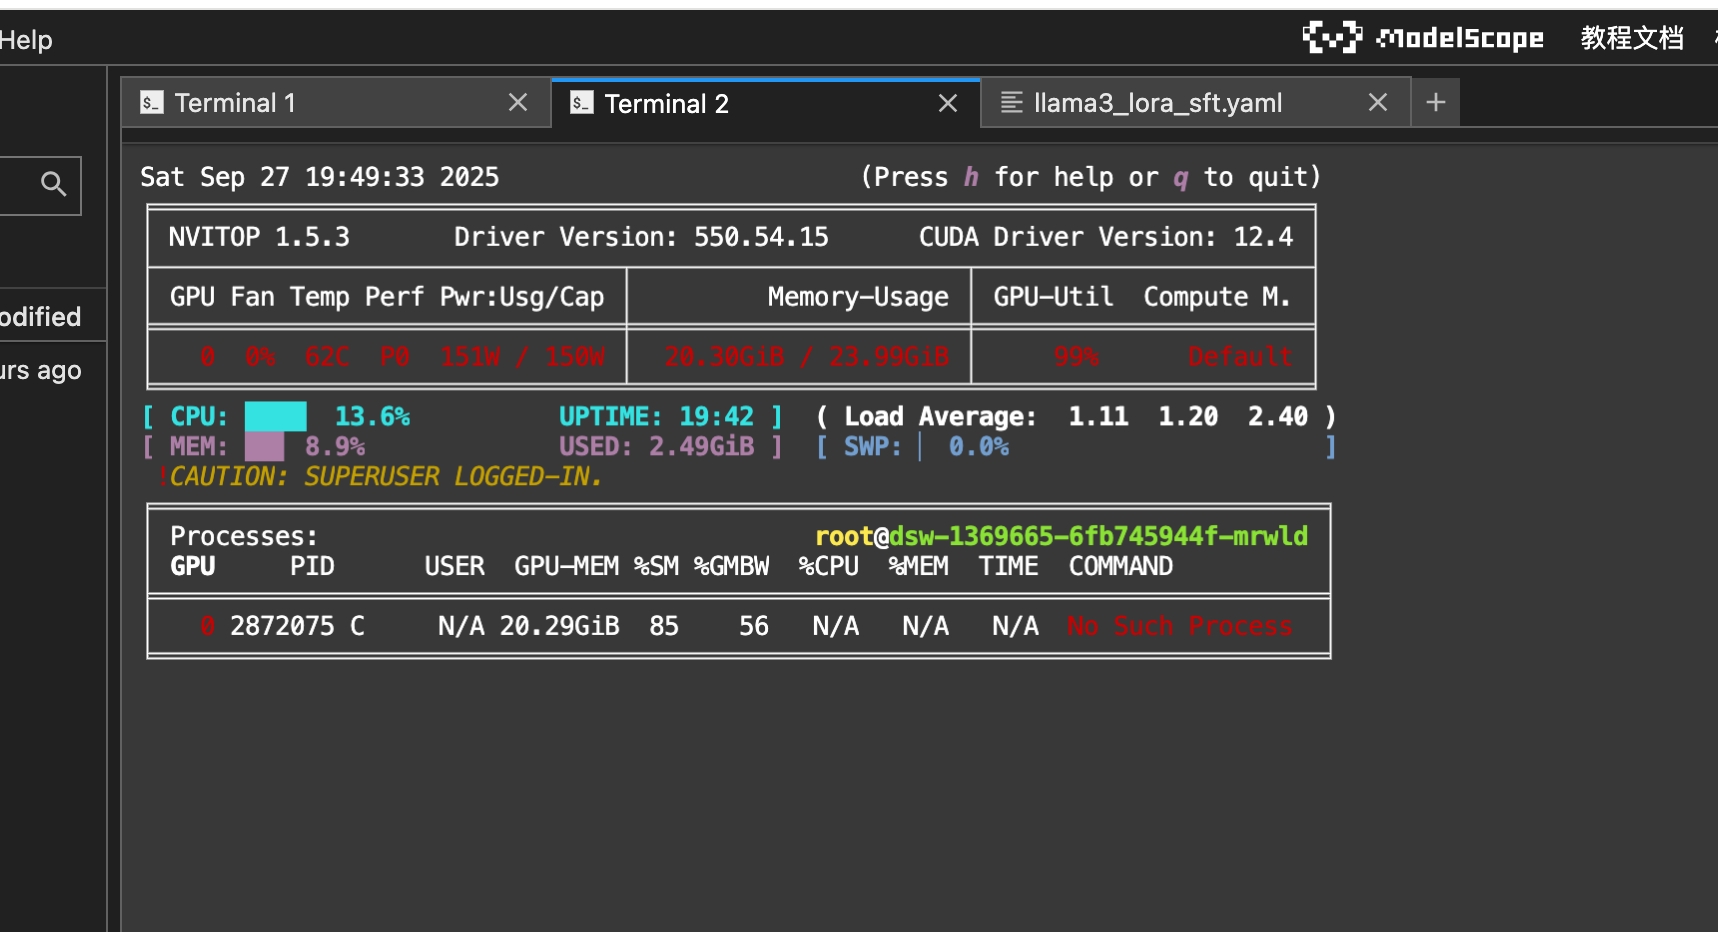 Help
ModelScope 教程文档
Terminal 1
Terminal 2
llama3_lora_sft.yaml
odified
urs ago
Sat Sep 27 19:49:33 2025 (Press h for help or q to quit)
NVITOP 1.5.3 Driver Version: 550.54.15 CUDA Driver Version: 12.4
GPU Fan Temp Perf Pwr:Usg/Cap Memory-Usage GPU-Util Compute M.
0 0% 62C P0 151W / 150W 20.30GiB / 23.99GiB 99% Default
[ CPU: 13.6% UPTIME: 19:42 ] ( Load Average: 1.11 1.20 2.40 )
[ MEM: 8.9% USED: 2.49GiB ] [ SWP: 0.0% ]
!CAUTION: SUPERUSER LOGGED-IN.
Processes: root@dsw-1369665-6fb745944f-mrwld
GPU PID USER GPU-MEM %SM %GMBW %CPU %MEM TIME COMMAND
0 2872075 C N/A 20.29GiB 85 56 N/A N/A N/A No Such Process